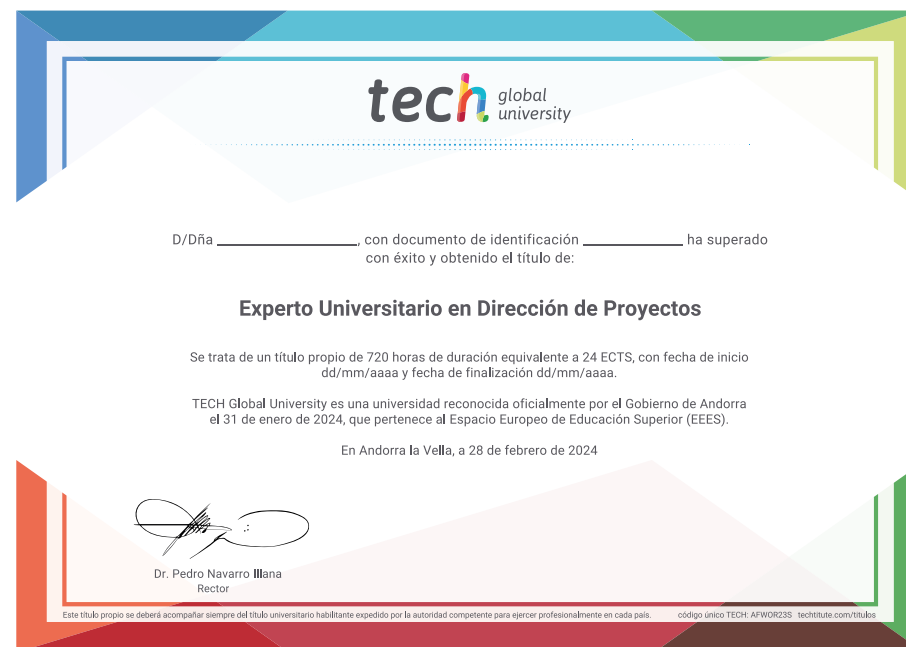 tech global university
D/Dña ______________, con documento de identificación __________ ha superado
con éxito y obtenido el título de:
Experto Universitario en Dirección de Proyectos
Se trata de un título propio de 720 horas de duración equivalente a 24 ECTS, con fecha de inicio
dd/mm/aaaa y fecha de finalización dd/mm/aaaa.
TECH Global University es una universidad reconocida oficialmente por el Gobierno de Andorra
el 31 de enero de 2024, que pertenece al Espacio Europeo de Educación Superior (EEES).
En Andorra la Vella, a 28 de febrero de 2024
Dr. Pedro Navarro Illana
Rector
Este título propio se deberá acompañar siempre del título universitario habilitante expedido por la autoridad competente para ejercer profesionalmente en cada país. código único TECH: AFWOR23S techtitute.com/titulos